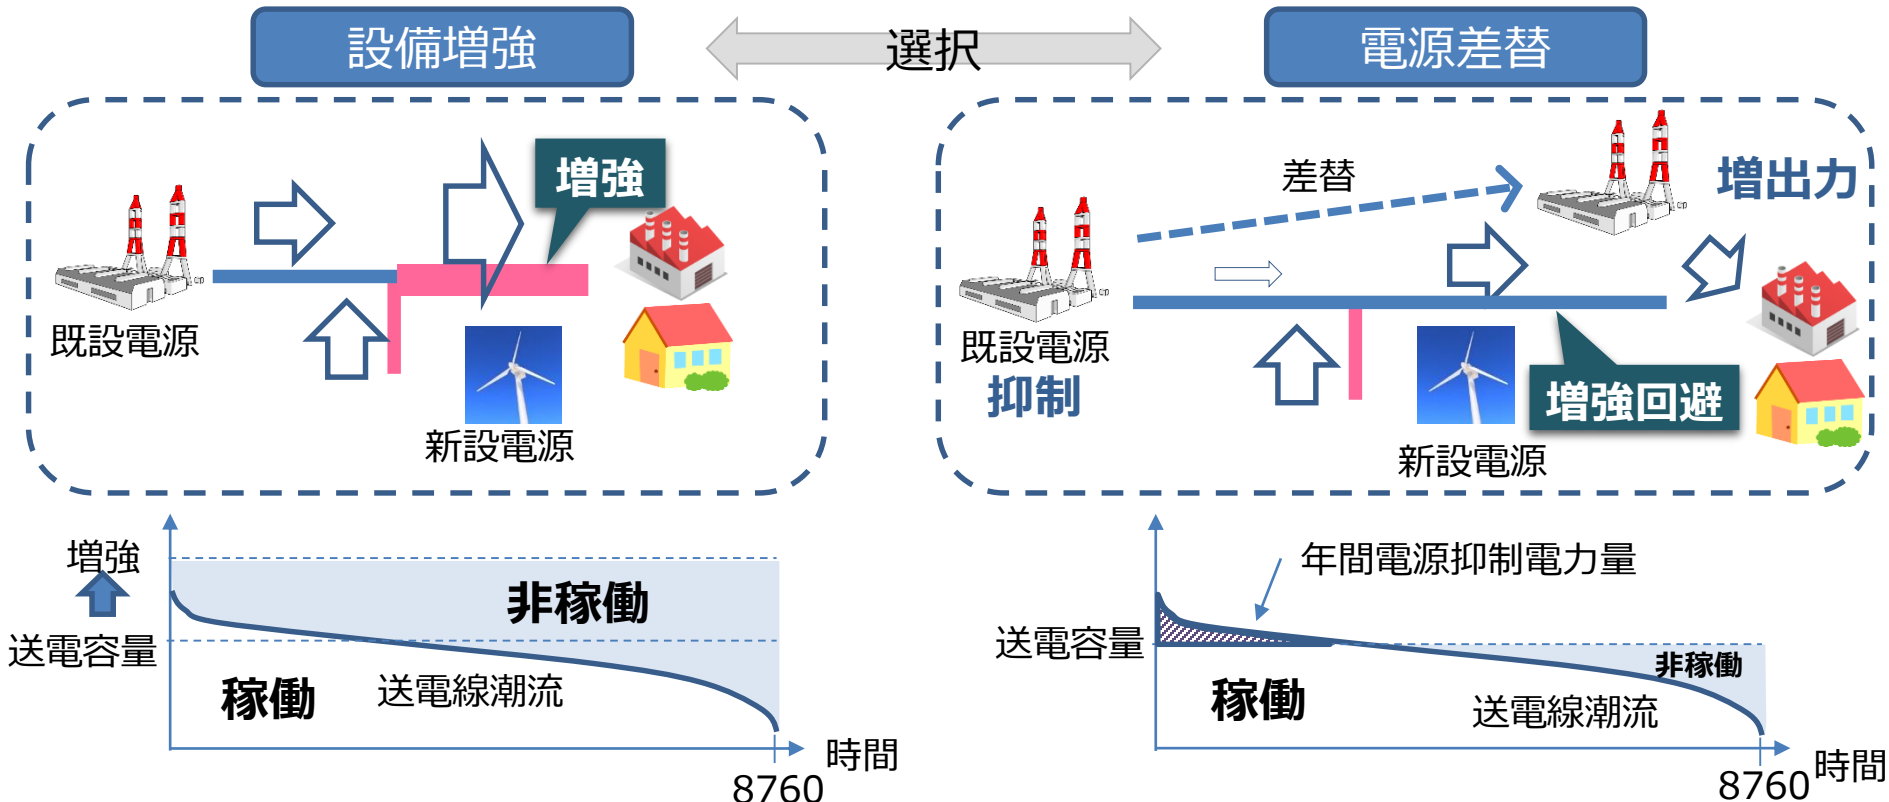 設備増強
選択
電源差替
増強
既設電源
新設電源
差替
増出力
既設電源
抑制
増強回避
新設電源
増強
送電容量
非稼働
稼働
送電線潮流
時間
8760
年間電源抑制電力量
送電容量
非稼働
稼働
送電線潮流
時間
8760